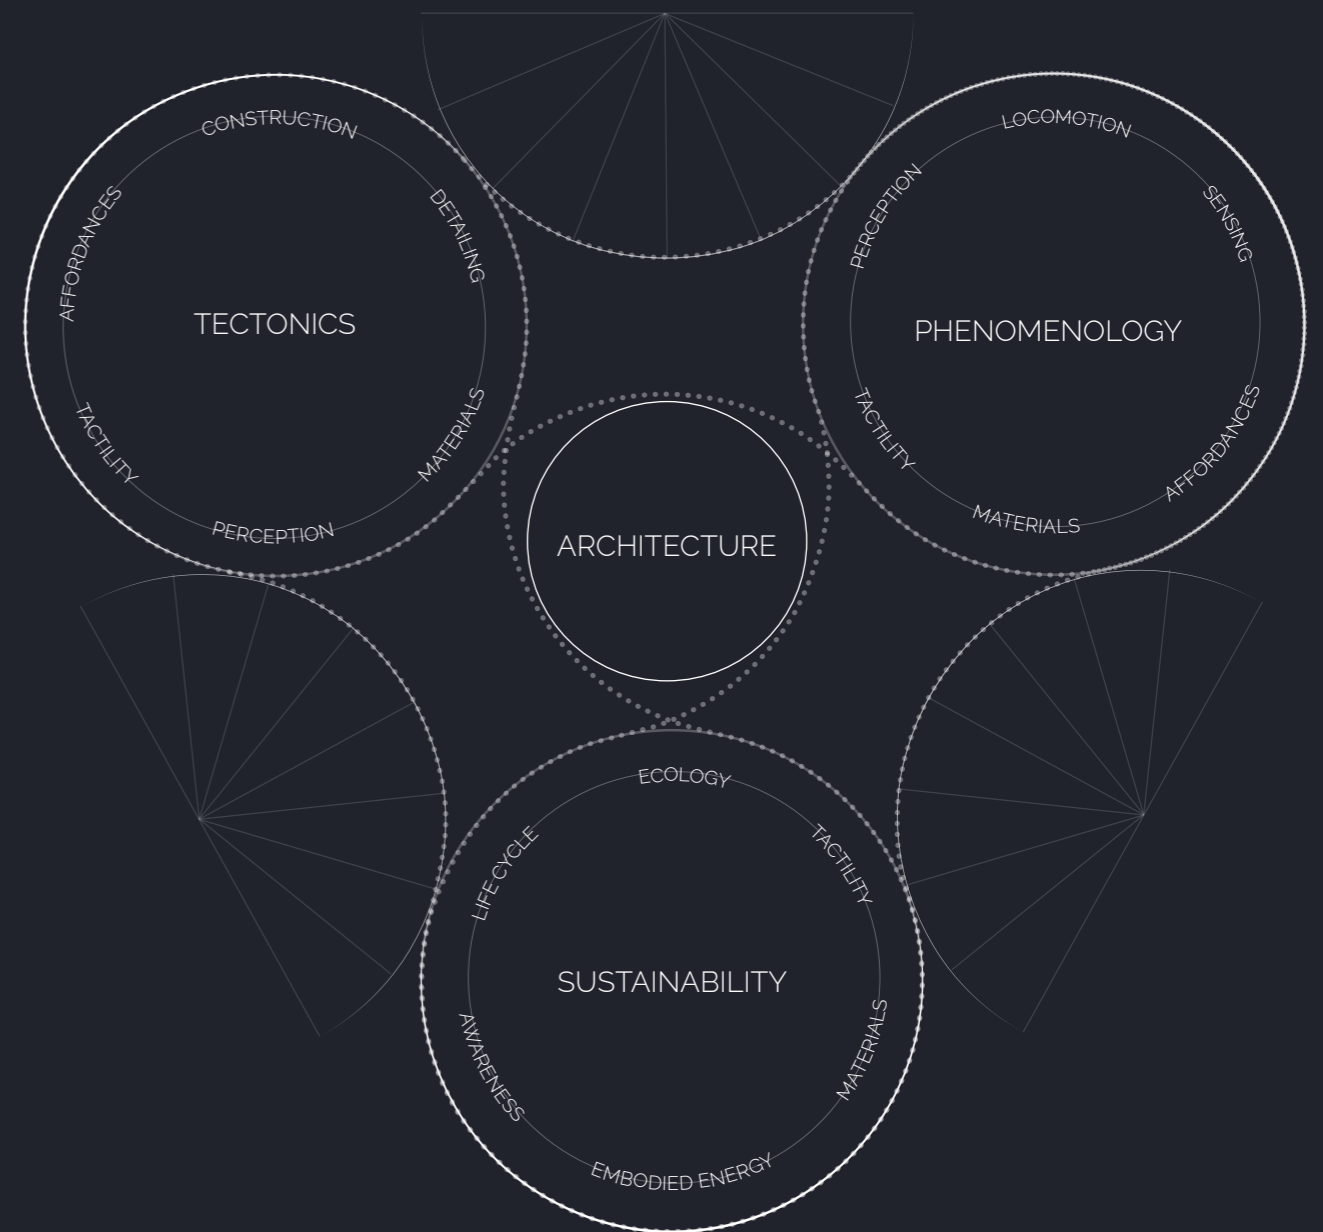 CONSTRUCTION
DETAILING
MATERIALS
PERCEPTION
TACTILITY
AFFORDANCES
TECTONICS
LOCOMOTION
SENSING
AFFORDANCES
MATERIALS
TACTILITY
PERCEPTION
PHENOMENOLOGY
ARCHITECTURE
ECOLOGY
TACTILITY
MATERIALS
EMBODIED ENERGY
AWARENESS
LIFE CYCLE
SUSTAINABILITY